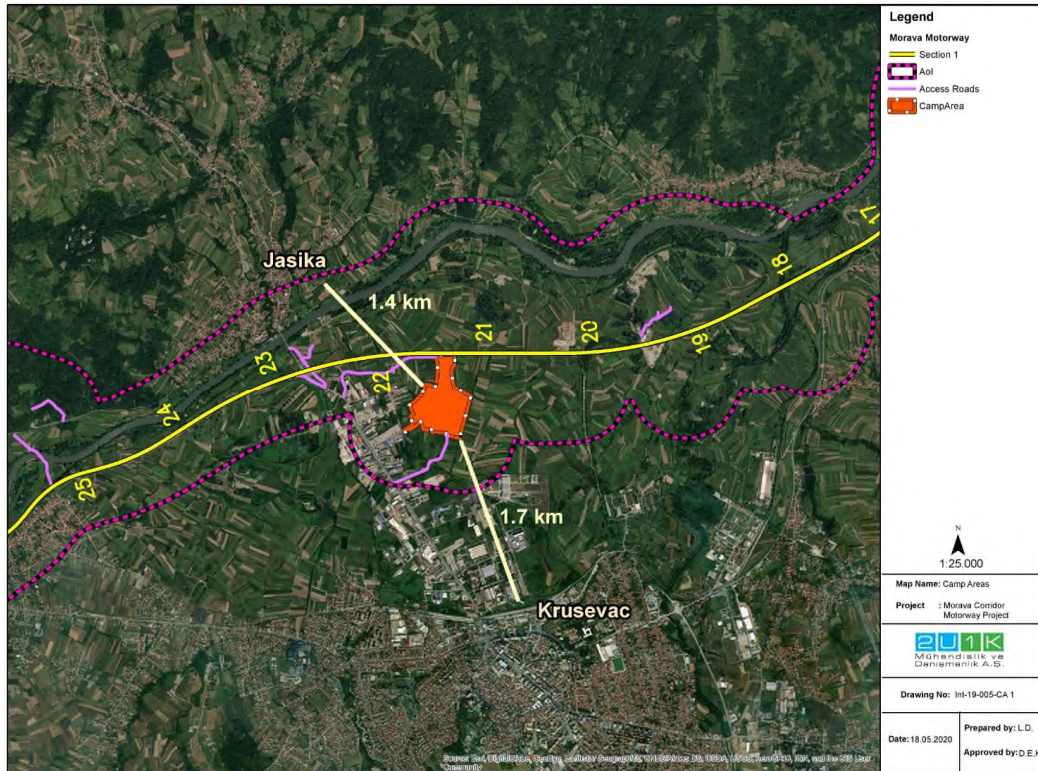 Jasika
1.4 km
17
18
19
20
21
22
23
24
25
1.7 km
Krusevac
Community
Legend
Morava Motorway
Section 1
AoI
Access Roads
CampArea
N
1:25.000
Map Name: Camp Areas
Project : Morava Corridor
Motorway Project
2U1K
Mühendislik ve
Danışmanlık A.Ş.
Drawing No: Int-19-005-CA 1
Date: 18.05.2020
Prepared by: L.D.
Approved by: D.E.K